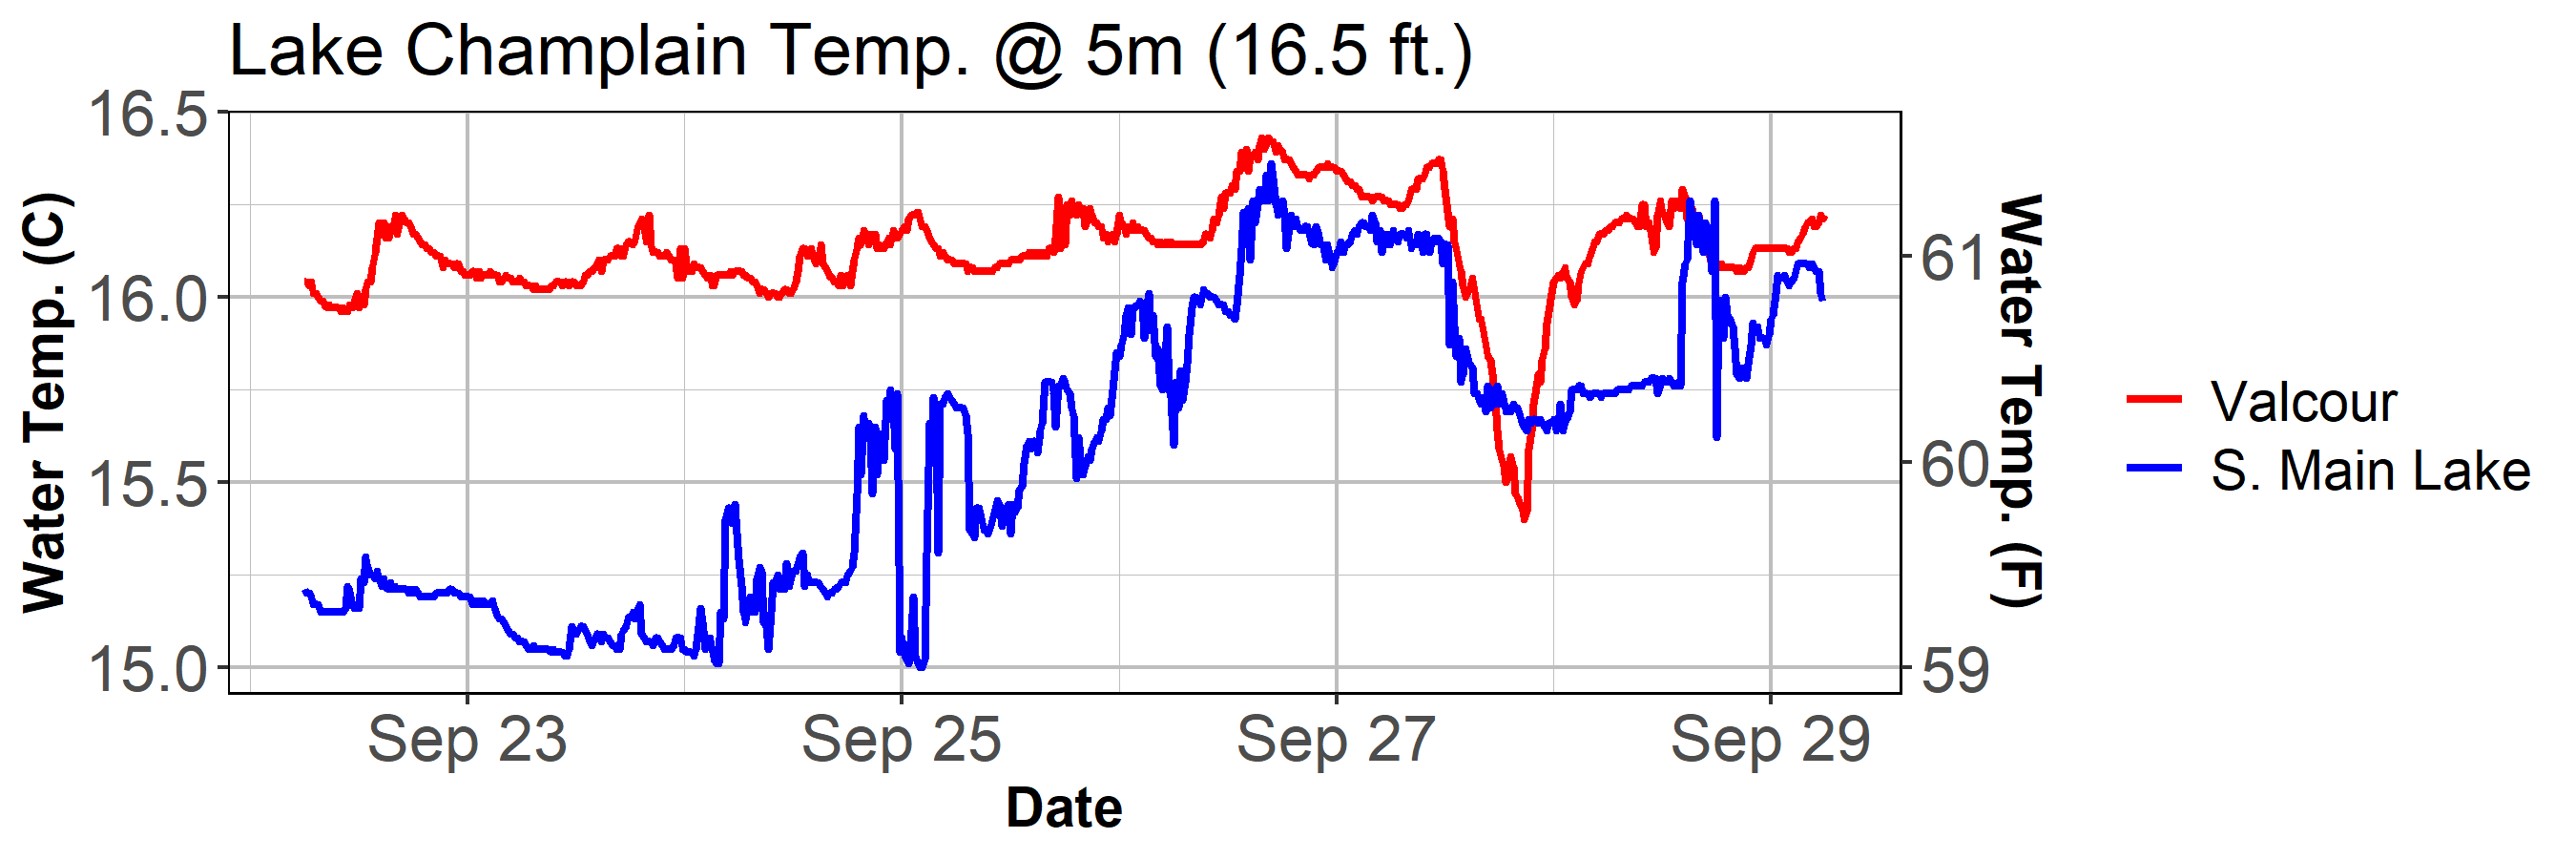 Lake Champlain Temp. @ 5m (16.5 ft.)
Water Temp. (C)
16.5
16.0
15.5
15.0
61
60
59
Water Temp. (F)
Sep 23
Sep 25
Sep 27
Sep 29
Date
Valcour
S. Main Lake